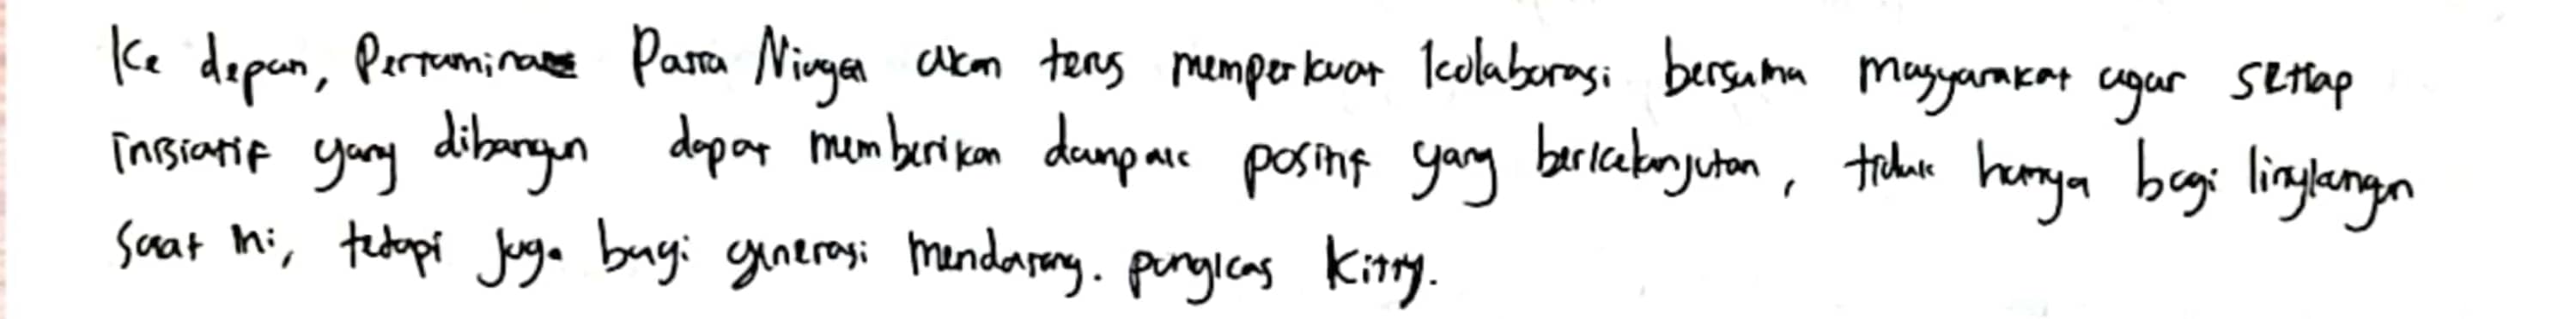 Ke depan, Pertamina Patra Niaga akan terus memperkuat kolaborasi bersama masyarakat agar setiap
inisiatif yang dibangun dapat memberikan dampak positif yang berkelanjutan, tidak hanya bagi lingkungan
saat ini, tetapi juga bagi generasi mendatang. pungkas Kitty.